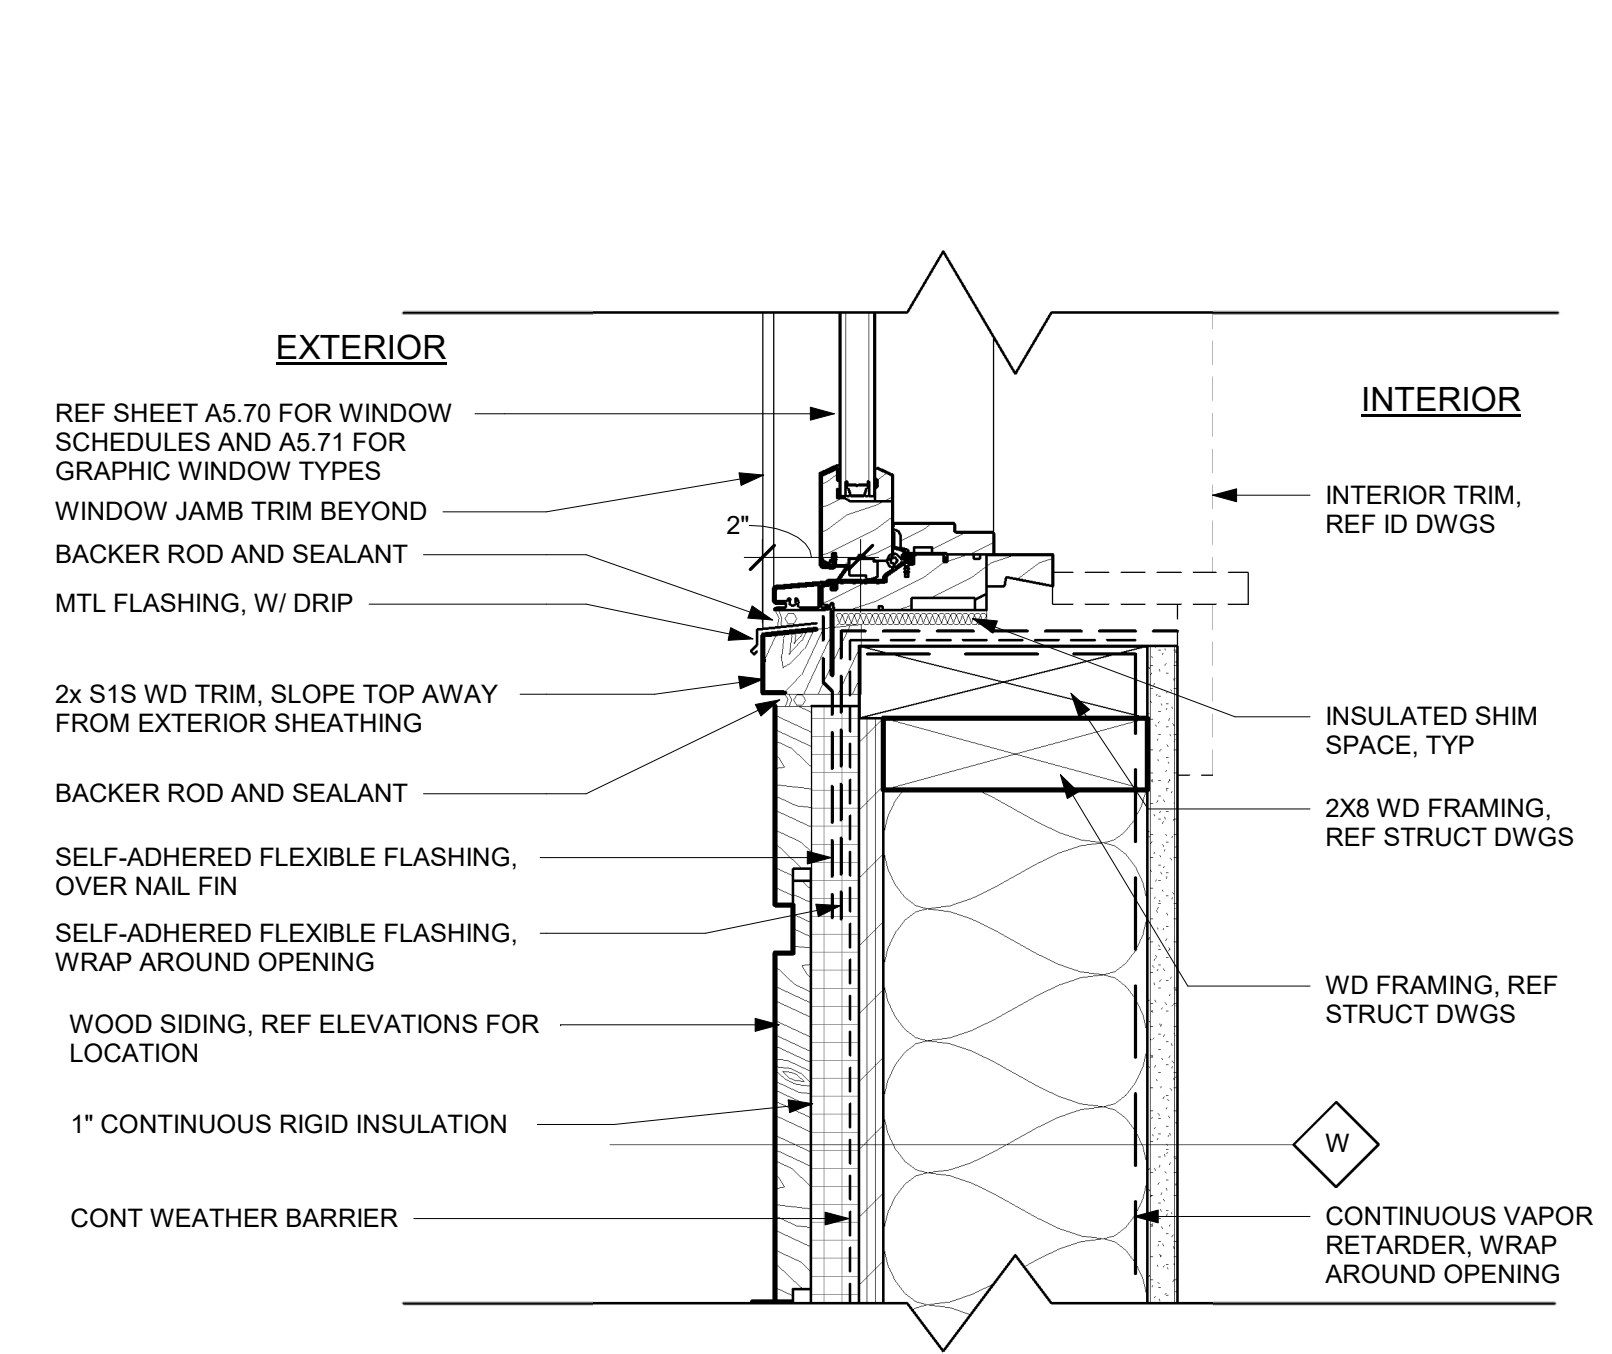 EXTERIOR
REF SHEET A5.70 FOR WINDOW
SCHEDULES AND A5.71 FOR
GRAPHIC WINDOW TYPES
WINDOW JAMB TRIM BEYOND
2"
BACKER ROD AND SEALANT
MTL FLASHING, W/ DRIP
2x S1S WD TRIM, SLOPE TOP AWAY
FROM EXTERIOR SHEATHING
BACKER ROD AND SEALANT
SELF-ADHERED FLEXIBLE FLASHING,
OVER NAIL FIN
SELF-ADHERED FLEXIBLE FLASHING,
WRAP AROUND OPENING
WOOD SIDING, REF ELEVATIONS FOR
LOCATION
1" CONTINUOUS RIGID INSULATION
CONT WEATHER BARRIER
INTERIOR
INTERIOR TRIM,
REF ID DWGS
INSULATED SHIM
SPACE, TYP
2X8 WD FRAMING,
REF STRUCT DWGS
WD FRAMING, REF
STRUCT DWGS
W
CONTINUOUS VAPOR
RETARDER, WRAP
AROUND OPENING